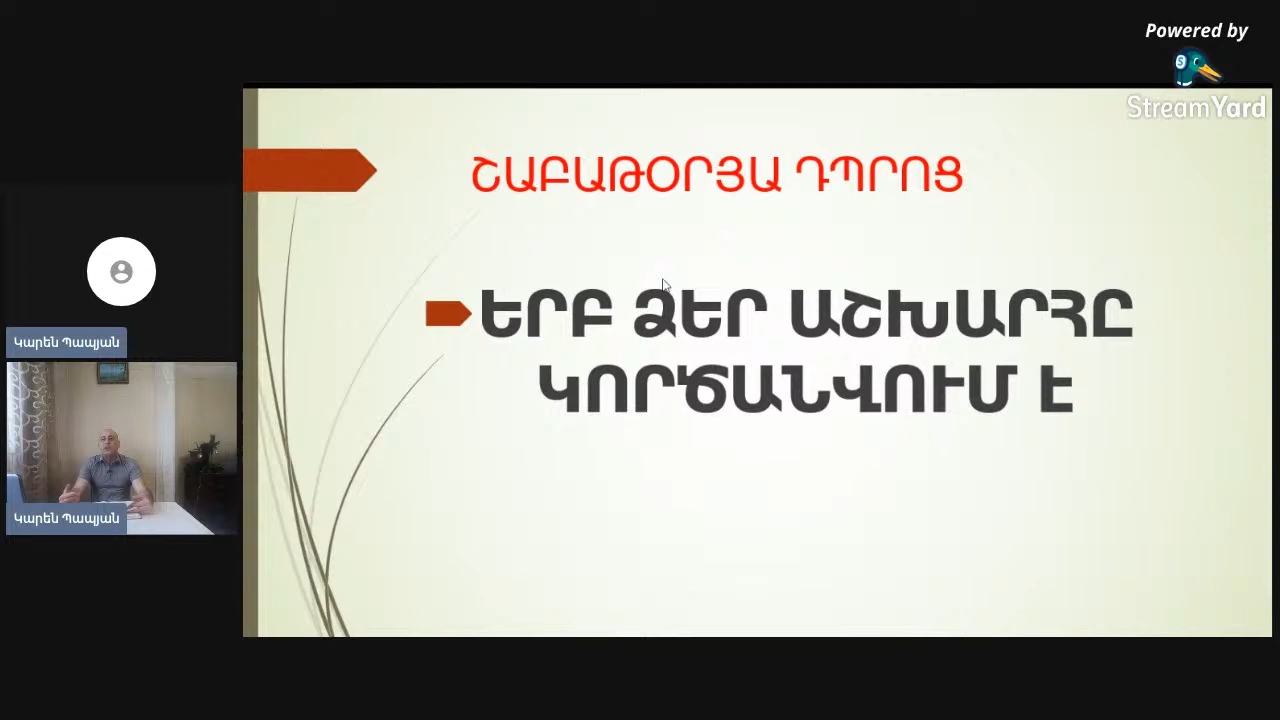 Powered by
StreamYard
ՇԱԲԱԹՕՐՅԱ ԴՊՐՈՑ
ԵՐԲ ՁԵՐ ԱՇԽԱՐՀԸ
ԿՈՐԾԱՆՎՈՒՄ Է
Կարեն Պապյան
Կարեն Պապյան